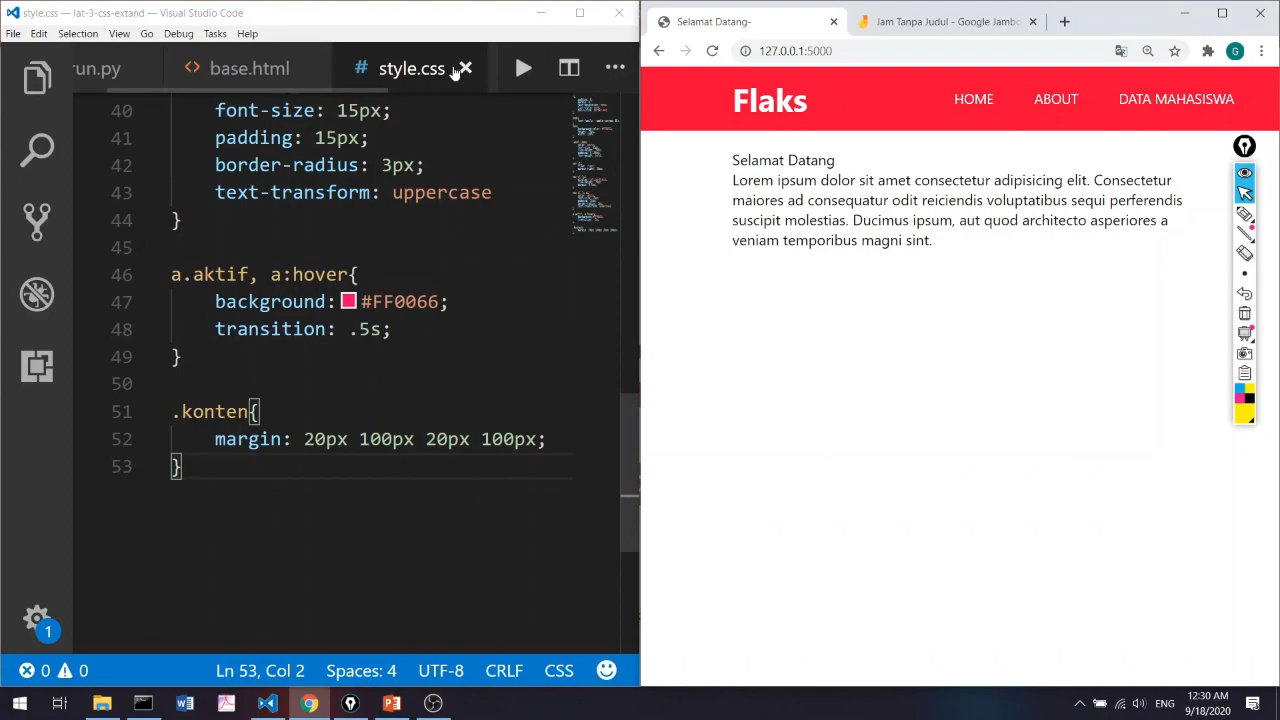 style.css — lat-3-css-extand — Visual Studio Code
File Edit Selection View Go Debug Tasks
run.py <> base.html # style.css
40 font-size: 15px;
41 padding: 15px;
42 border-radius: 3px;
43 text-transform: uppercase
44 }
45
46 a.aktif, a:hover{
47 background: #FF0066;
48 transition: .5s;
49 }
50
51 .konten{
52 margin: 20px 100px 20px 100px;
53 }
1
0 0 Ln 53, Col 2 Spaces: 4 UTF-8 CRLF CSS
Selamat Datang- Jam Tanpa Judul - Google Jambo
127.0.0.1:5000 G
Flaks HOME ABOUT DATA MAHASISWA
Selamat Datang
Lorem ipsum dolor sit amet consectetur adipisicing elit. Consectetur
maiores ad consequatur odit reiciendis voluptatibus sequi perferendis
suscipit molestias. Ducimus ipsum, aut quod architecto asperiores a
veniam temporibus magni sint.
ENG
12:30 AM
9/18/2020